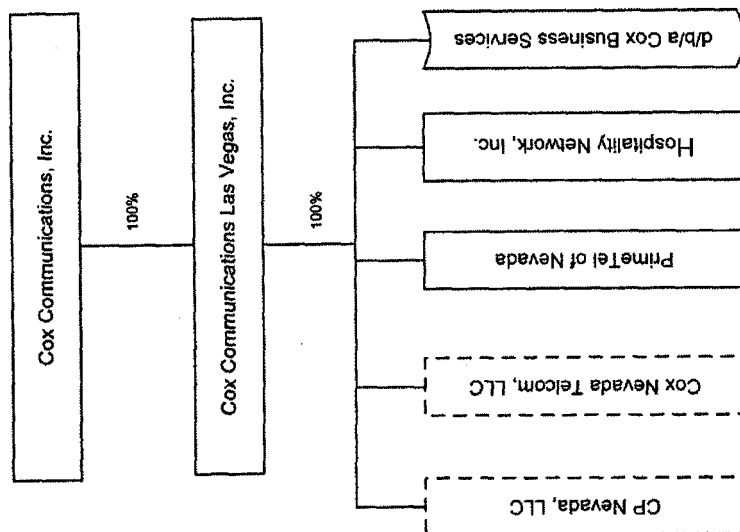 Cox Communications, Inc.
100%
Cox Communications Las Vegas, Inc.
100%
d/b/a Cox Business Services
Hospitality Network, Inc.
PrimeTel of Nevada
Cox Nevada Telcom, LLC
CP Nevada, LLC